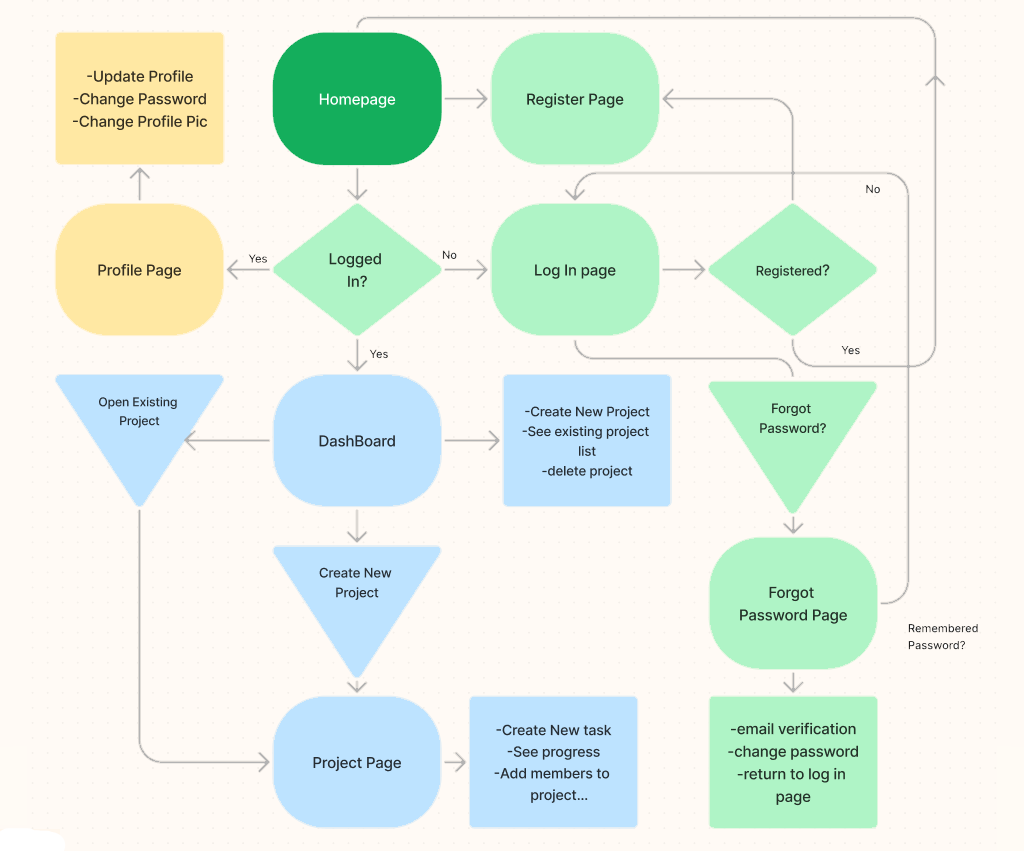 -Update Profile
-Change Password
-Change Profile Pic
Homepage
Register Page
No
Profile Page
Yes
Logged
In?
No
Log In page
Registered?
Yes
Yes
Open Existing
Project
DashBoard
-Create New Project
-See existing project
list
-delete project
Forgot
Password?
Create New
Project
Forgot
Password Page
Remembered
Password?
Project Page
-Create New task
-See progress
-Add members to
project...
-email verification
-change password
-return to log in
page